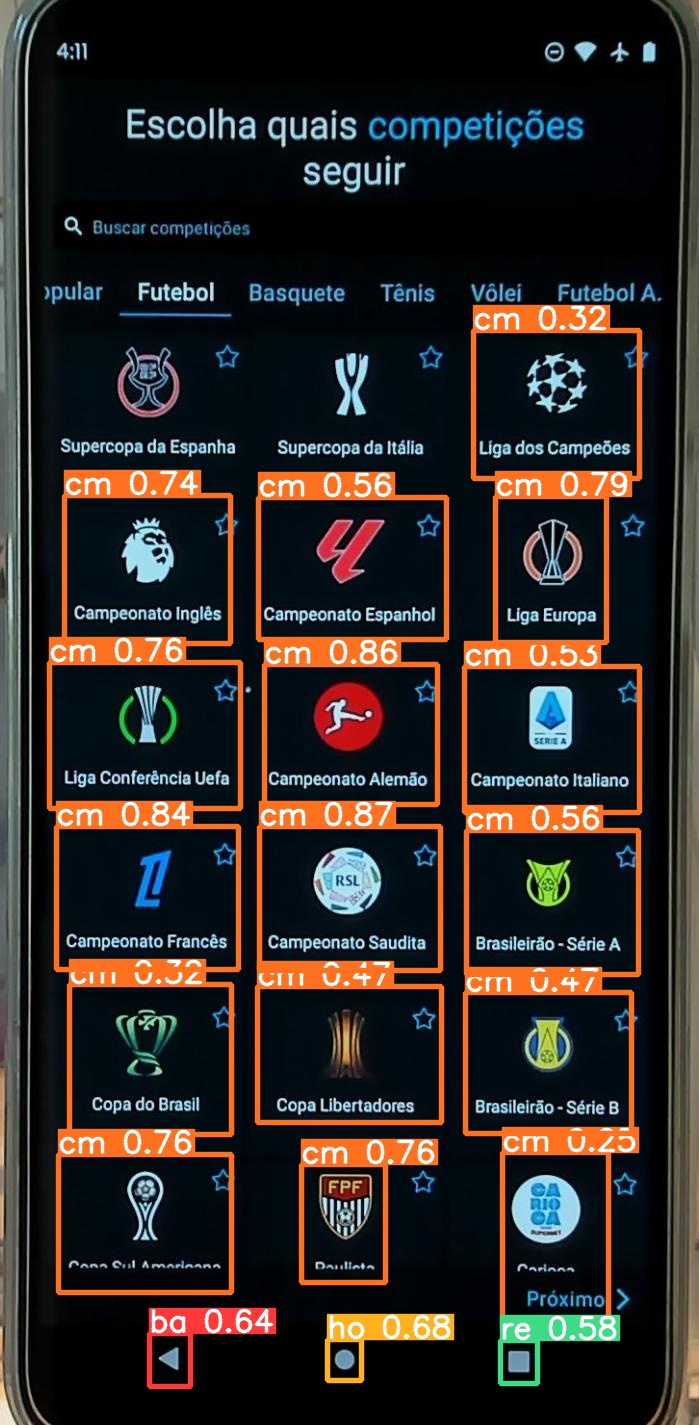 4:11
Escolha quais competições
seguir
Buscar competições
opular Futebol Basquete Tênis Vôlei Futebol A.
cm 0.32
Supercopa da Espanha Supercopa da Itália Liga dos Campeões
cm 0.74 cm 0.56 cm 0.79
Campeonato Inglês Campeonato Espanhol Liga Europa
cm 0.76 cm 0.86 cm 0.53
SERIE A
Liga Conferência Uefa Campeonato Alemão Campeonato Italiano
cm 0.84 cm 0.87 cm 0.56
RSL
Campeonato Francês Campeonato Saudita Brasileirão - Série A
cm 0.32 cm 0.47 cm 0.47
Copa do Brasil Copa Libertadores Brasileirão - Série B
cm 0.76 cm 0.76 cm 0.25
FPF
CA
RIO
CA
SUPERBET
Copa Sul Americana Paulista Carioca
Próximo
ba 0.64 ho 0.68 re 0.58